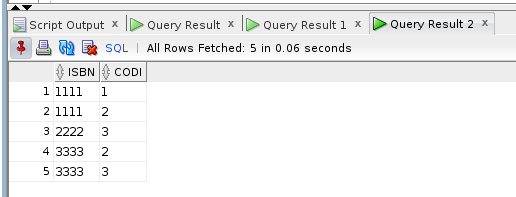 Script Output x Query Result x Query Result 1 x Query Result 2 x
SQL | All Rows Fetched: 5 in 0.06 seconds
ISBN CODI
1 1111 1
2 1111 2
3 2222 3
4 3333 2
5 3333 3